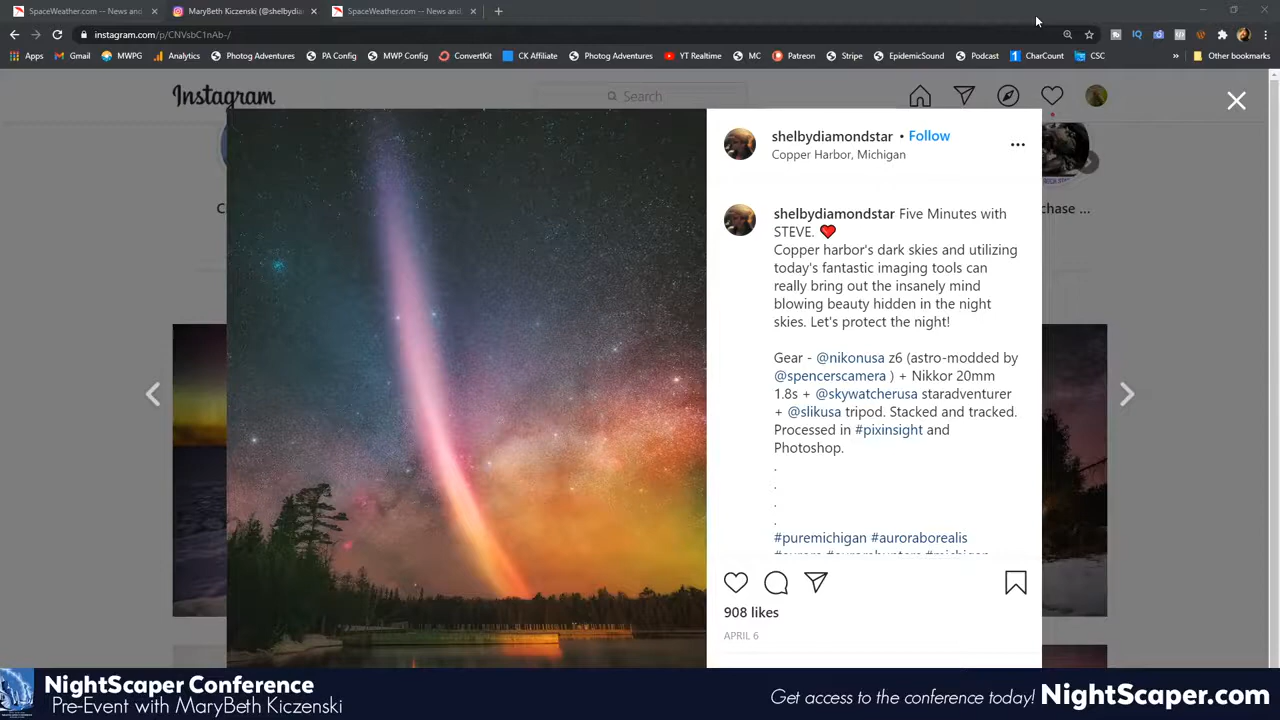 SpaceWeather.com -- News and
MaryBeth Kiczenski (@shelbydia
SpaceWeather.com -- News and
instagram.com/p/CNVsbC1nAb-/
Apps
Gmail
MWPG
Analytics
Photog Adventures
PA Config
MWP Config
ConvertKit
CK Affiliate
Photog Adventures
YT Realtime
MC
Patreon
Stripe
EpidemicSound
Podcast
CharCount
CSC
Other bookmarks
Instagram
Search
shelbydiamondstar • Follow
Copper Harbor, Michigan
chase ...
shelbydiamondstar Five Minutes with
STEVE. ❤️
Copper harbor's dark skies and utilizing
today's fantastic imaging tools can
really bring out the insanely mind
blowing beauty hidden in the night
skies. Let's protect the night!
Gear - @nikonusa z6 (astro-modded by
@spencerscamera ) + Nikkor 20mm
1.8s + @skywatcherusa staradventurer
+ @slikusa tripod. Stacked and tracked.
Processed in #pixinsight and
Photoshop.
.
.
.
.
#puremichigan #auroraborealis
908 likes
APRIL 6
NightScaper Conference
Pre-Event with MaryBeth Kiczenski
Get access to the conference today! NightScaper.com